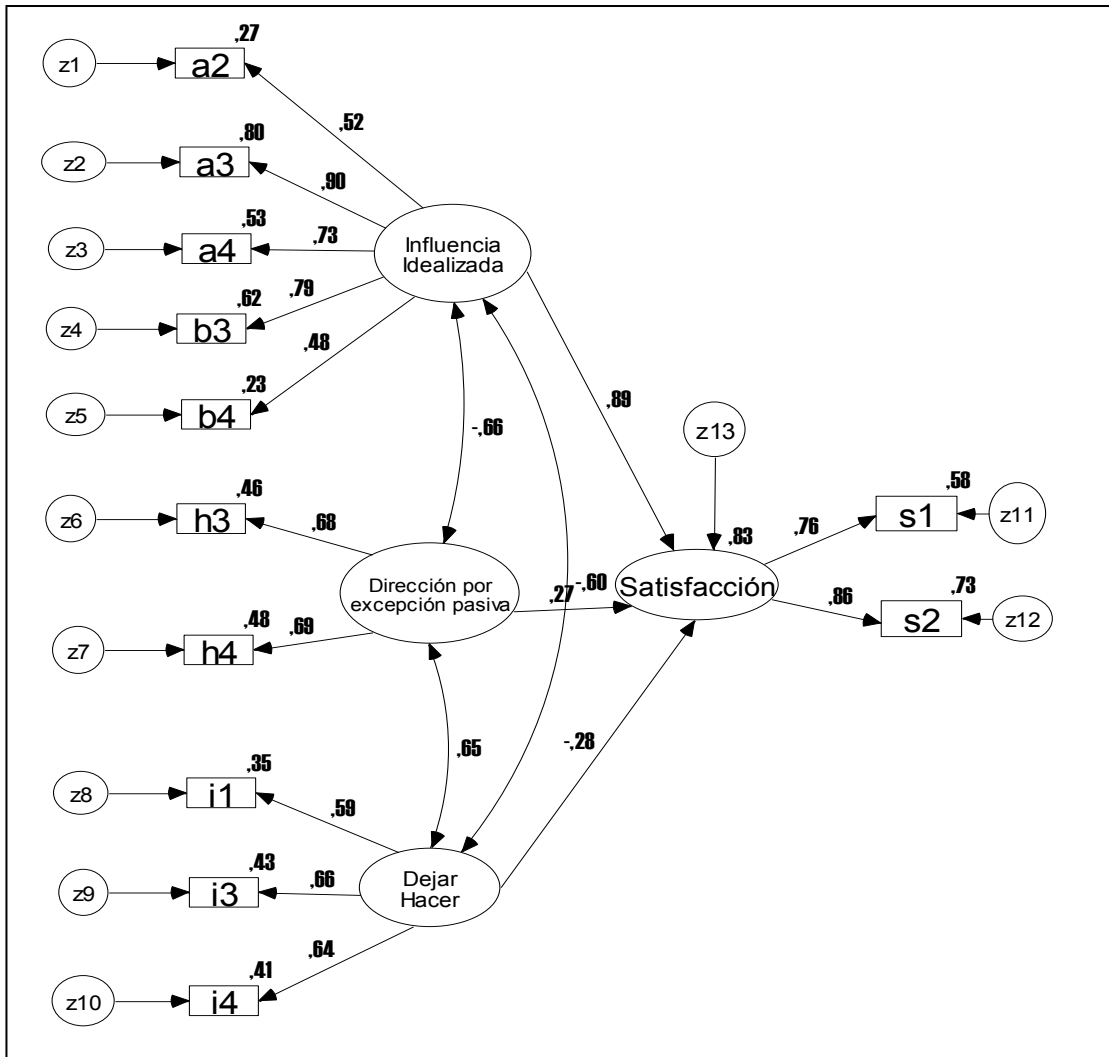 ,27
z1
a2
,52
,80
z2
a3
,90
,53
z3
a4
,73
Influencia
Idealizada
,62
z4
b3
,79
,48
,23
z5
b4
,89
z13
-,66
,46
z6
h3
,68
,58
s1
z11
,76
,83
Dirección por
excepción pasiva
,27
-,60
Satisfacción
,86
,73
s2
z12
,48
z7
h4
,69
,65
-,28
,35
z8
i1
,59
,43
z9
i3
,66
Dejar
Hacer
,64
,41
z10
i4